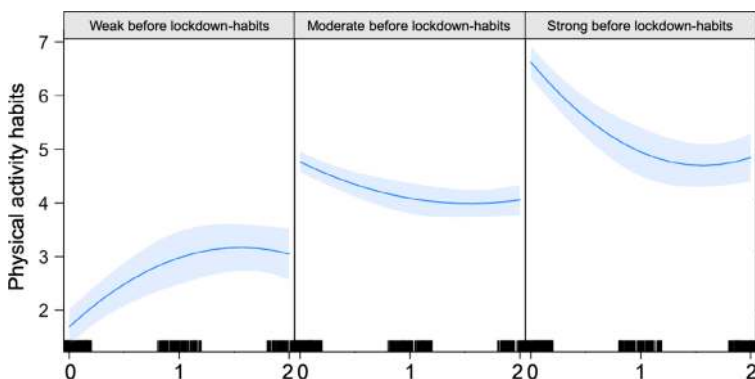 Weak before lockdown-habits Moderate before lockdown-habits Strong before lockdown-habits
Physical activity habits
7
6
5
4
3
2
0 1 2 0 1 2 0 1 2